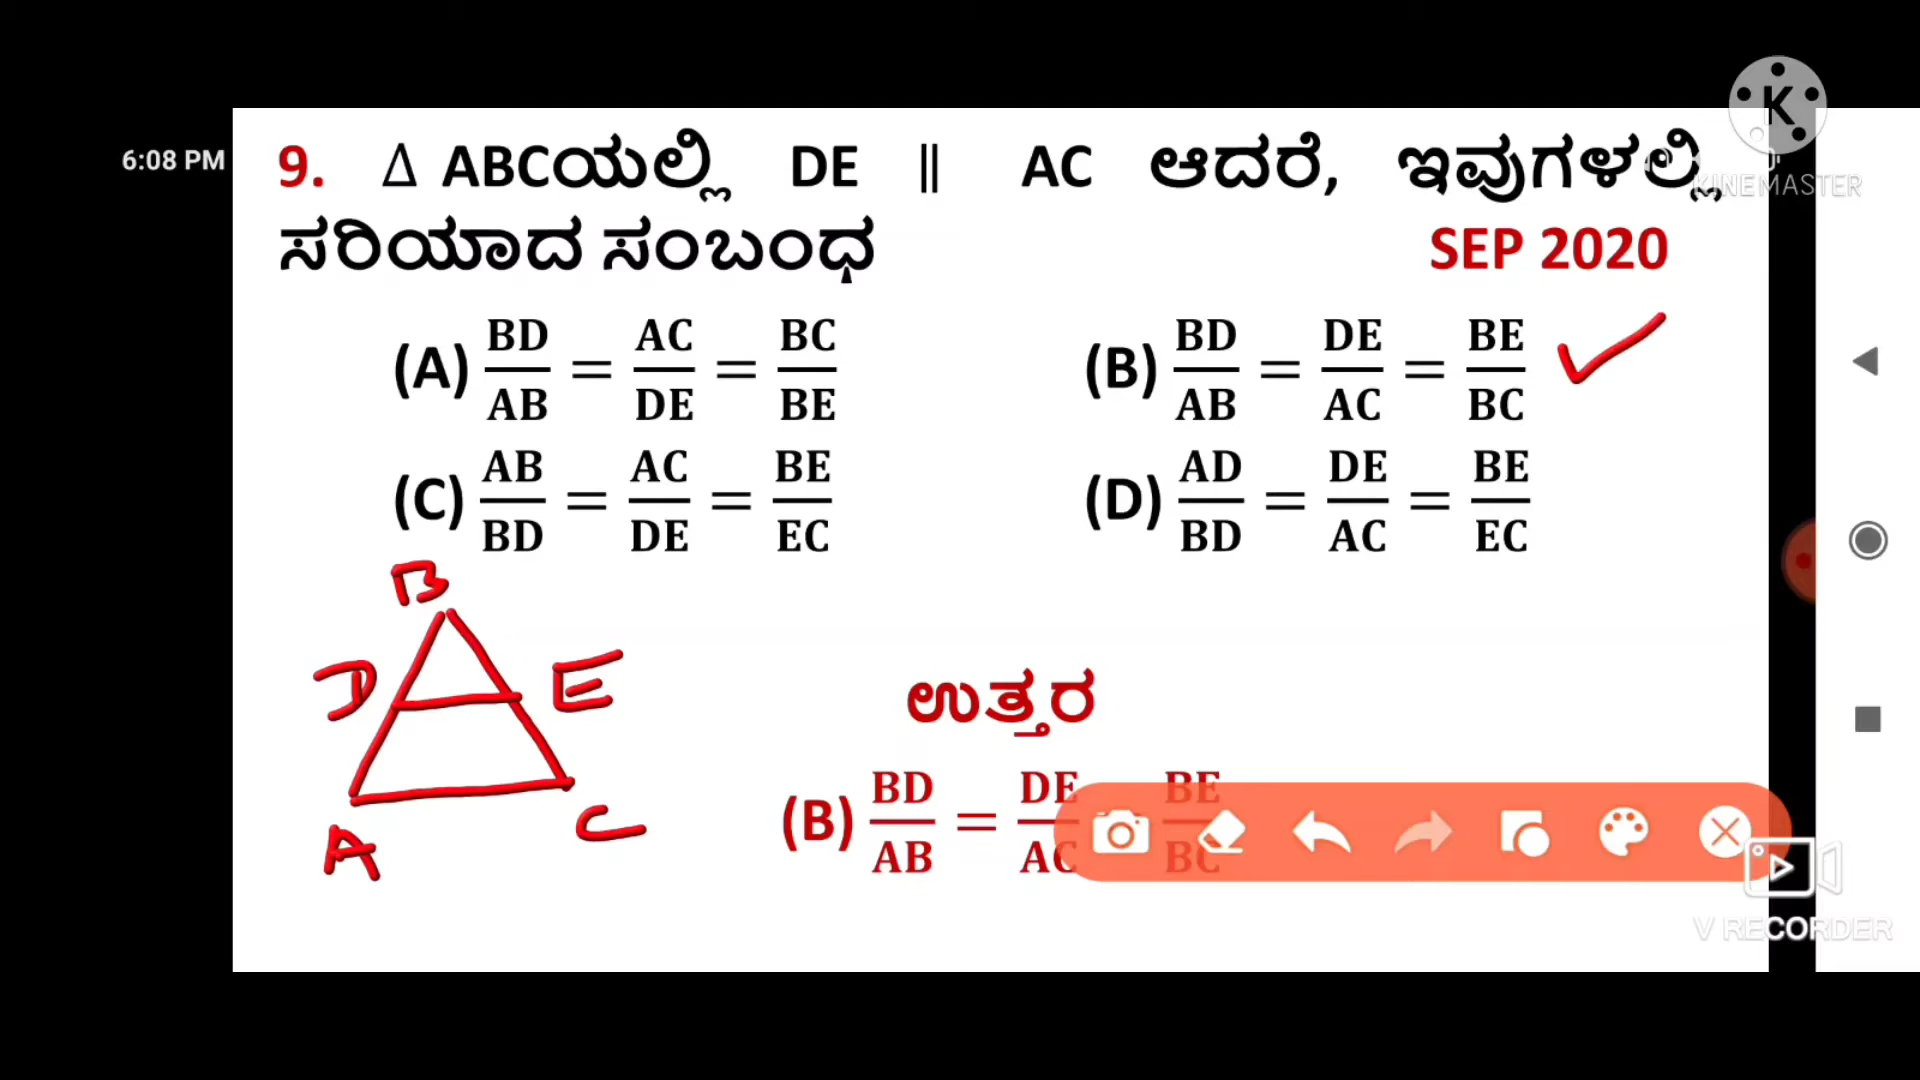 6:08 PM
9. Δ ABCಯಲ್ಲಿ DE ∥ AC ಆದರೆ, ಇವುಗಳಲ್ಲಿ
K
KINEMASTER
ಸರಿಯಾದ ಸಂಬಂಧ SEP 2020
(A) BD/AB = AC/DE = BC/BE (B) BD/AB = DE/AC = BE/BC
(C) AB/BD = AC/DE = BE/EC (D) AD/BD = DE/AC = BE/EC
B
D E
A C
ಉತ್ತರ
(B) BD/AB = DE/AC BE/BC
V RECORDER